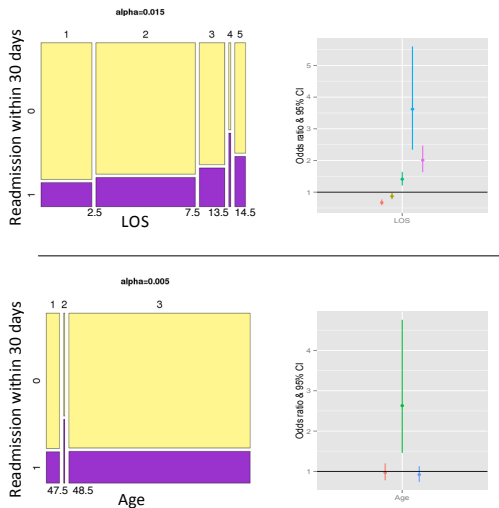 alpha=0.015
1 2 3 4 5
Readmission within 30 days
0
1
2.5 7.5 13.5 14.5
LOS
Odds ratio & 95% CI
5
4
3
2
1
LOS
alpha=0.005
1 2 3
Readmission within 30 days
0
1
47.5 48.5
Age
Odds ratio & 95% CI
4
3
2
1
Age